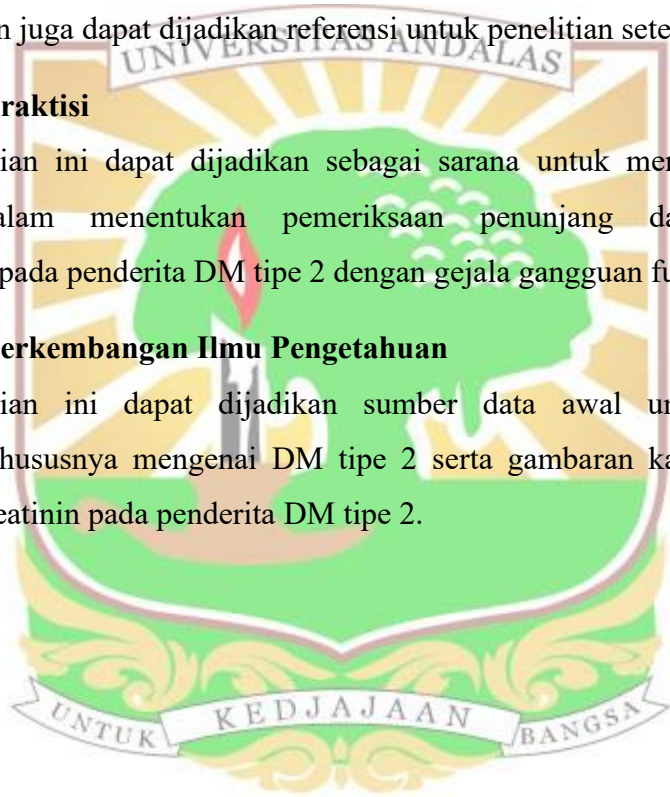 n juga dapat dijadikan referensi untuk penelitian sete
UNIVERSITAS ANDALAS
raktisi
ian ini dapat dijadikan sebagai sarana untuk mer
alam menentukan pemeriksaan penunjang da
pada penderita DM tipe 2 dengan gejala gangguan fu
erkembangan Ilmu Pengetahuan
ian ini dapat dijadikan sumber data awal un
hususnya mengenai DM tipe 2 serta gambaran ka
eatinin pada penderita DM tipe 2.
UNTUK KEDJAJAAN BANGSA